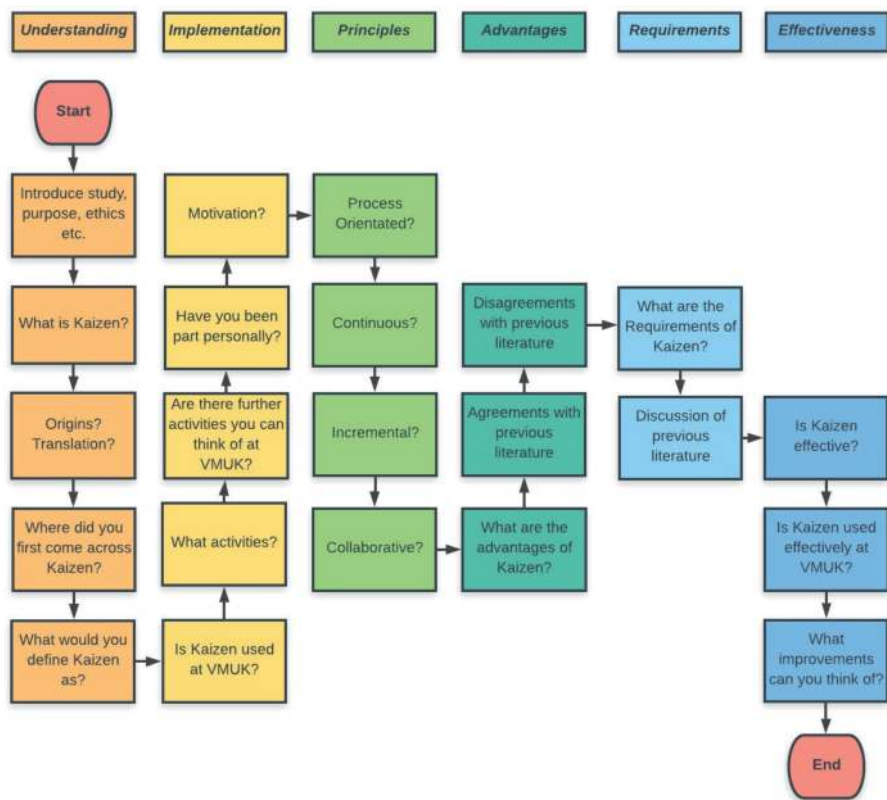 Understanding
Implementation
Principles
Advantages
Requirements
Effectiveness
Start
Introduce study,
purpose, ethics
etc.
What is Kaizen?
Origins?
Translation?
Where did you
first come across
Kaizen?
What would you
define Kaizen
as?
Is Kaizen used
at VMUK?
What activities?
Are there further
activities you can
think of at
VMUK?
Have you been
part personally?
Motivation?
Process
Orientated?
Continuous?
Incremental?
Collaborative?
What are the
advantages of
Kaizen?
Agreements with
previous
literature
Disagreements
with previous
literature
What are the
Requirements of
Kaizen?
Discussion of
previous
literature
Is Kaizen
effective?
Is Kaizen used
effectively at
VMUK?
What
improvements
can you think of?
End